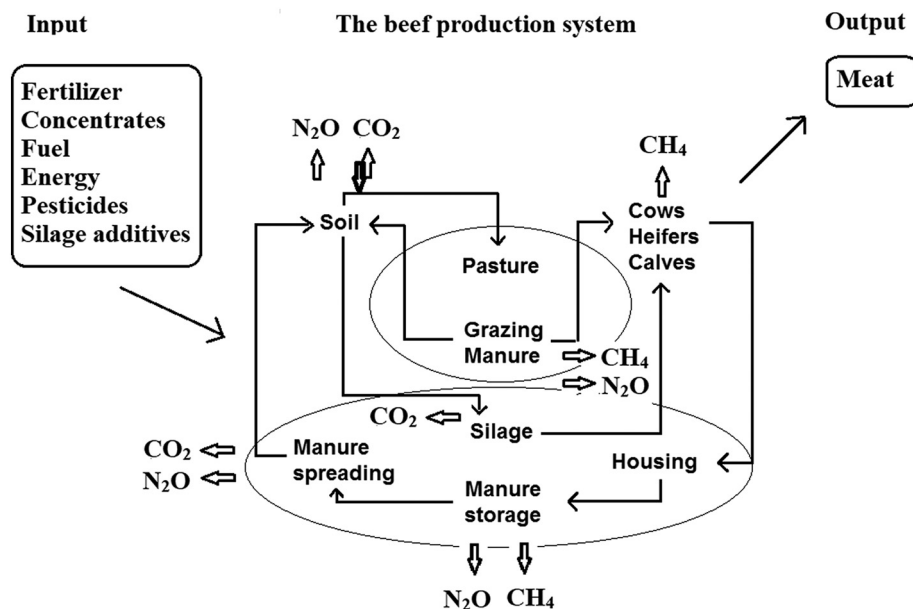 Input
The beef production system
Output
Fertilizer
Concentrates
Fuel
Energy
Pesticides
Silage additives
Meat
N₂O
CO₂
CH₄
Soil
Cows
Heifers
Calves
Pasture
Grazing
Manure
CH₄
N₂O
CO₂
Silage
CO₂
N₂O
Manure
spreading
Housing
Manure
storage
N₂O
CH₄